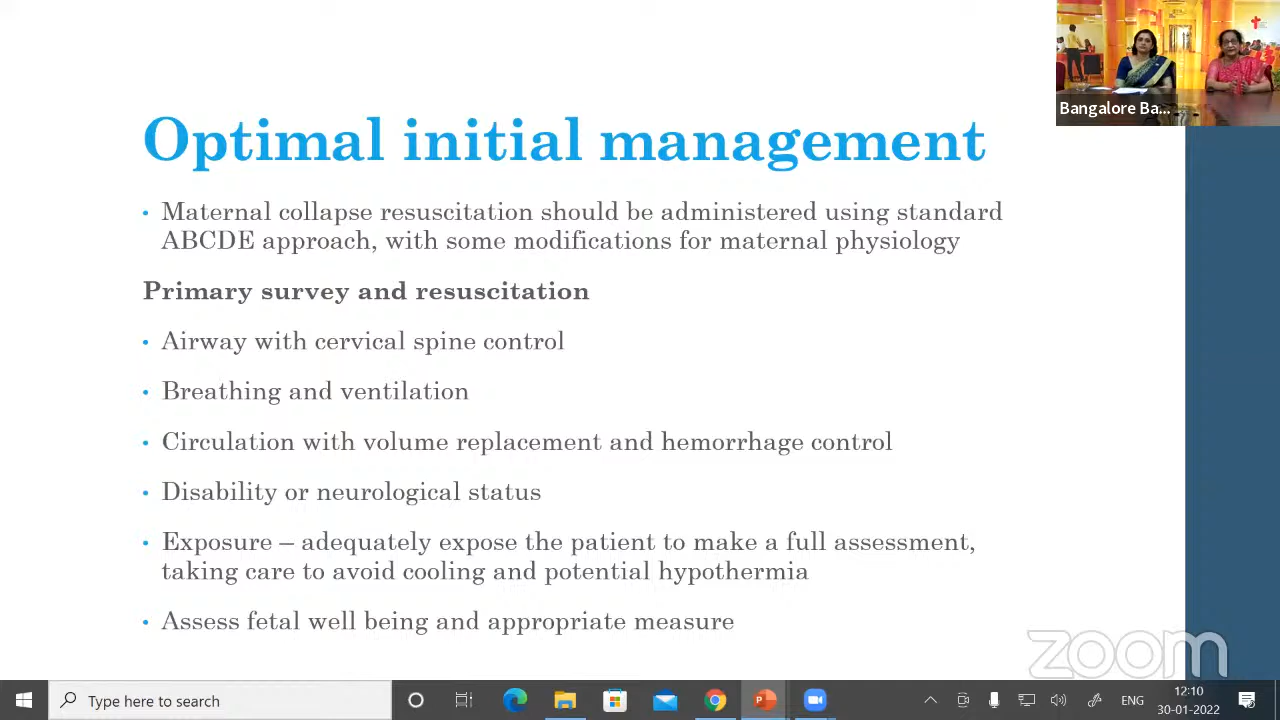 Bangalore Ba...
Optimal initial management
• Maternal collapse resuscitation should be administered using standard
ABCDE approach, with some modifications for maternal physiology
Primary survey and resuscitation
• Airway with cervical spine control
• Breathing and ventilation
• Circulation with volume replacement and hemorrhage control
• Disability or neurological status
• Exposure – adequately expose the patient to make a full assessment,
taking care to avoid cooling and potential hypothermia
• Assess fetal well being and appropriate measure
zoom
Type here to search
ENG
12:10
30-01-2022